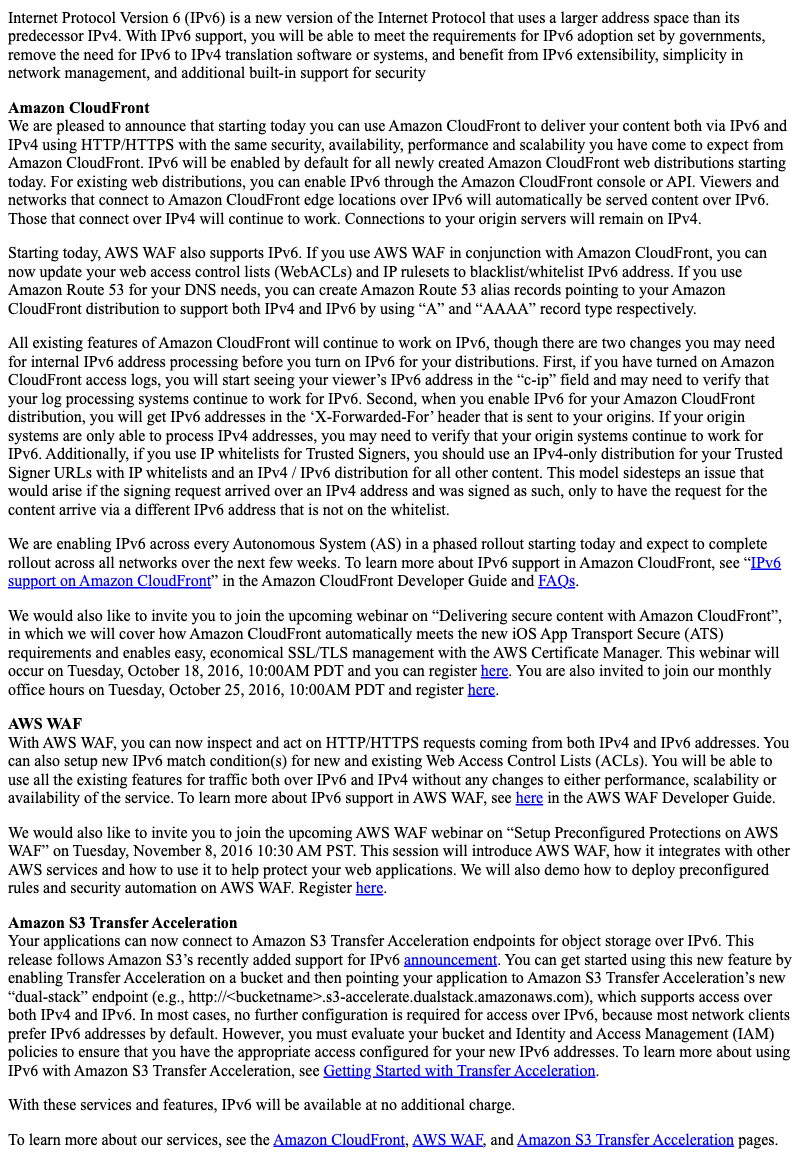 Internet Protocol Version 6 (IPv6) is a new version of the Internet Protocol that uses a larger address space than its
predecessor IPv4. With IPv6 support, you will be able to meet the requirements for IPv6 adoption set by governments,
remove the need for IPv6 to IPv4 translation software or systems, and benefit from IPv6 extensibility, simplicity in
network management, and additional built-in support for security
Amazon CloudFront
We are pleased to announce that starting today you can use Amazon CloudFront to deliver your content both via IPv6 and
IPv4 using HTTP/HTTPS with the same security, availability, performance and scalability you have come to expect from
Amazon CloudFront. IPv6 will be enabled by default for all newly created Amazon CloudFront web distributions starting
today. For existing web distributions, you can enable IPv6 through the Amazon CloudFront console or API. Viewers and
networks that connect to Amazon CloudFront edge locations over IPv6 will automatically be served content over IPv6.
Those that connect over IPv4 will continue to work. Connections to your origin servers will remain on IPv4.
Starting today, AWS WAF also supports IPv6. If you use AWS WAF in conjunction with Amazon CloudFront, you can
now update your web access control lists (WebACLs) and IP rulesets to blacklist/whitelist IPv6 address. If you use
Amazon Route 53 for your DNS needs, you can create Amazon Route 53 alias records pointing to your Amazon
CloudFront distribution to support both IPv4 and IPv6 by using “A” and “AAAA” record type respectively.
All existing features of Amazon CloudFront will continue to work on IPv6, though there are two changes you may need
for internal IPv6 address processing before you turn on IPv6 for your distributions. First, if you have turned on Amazon
CloudFront access logs, you will start seeing your viewer’s IPv6 address in the “c-ip” field and may need to verify that
your log processing systems continue to work for IPv6. Second, when you enable IPv6 for your Amazon CloudFront
distribution, you will get IPv6 addresses in the ‘X-Forwarded-For’ header that is sent to your origins. If your origin
systems are only able to process IPv4 addresses, you may need to verify that your origin systems continue to work for
IPv6. Additionally, if you use IP whitelists for Trusted Signers, you should use an IPv4-only distribution for your Trusted
Signer URLs with IP whitelists and an IPv4 / IPv6 distribution for all other content. This model sidesteps an issue that
would arise if the signing request arrived over an IPv4 address and was signed as such, only to have the request for the
content arrive via a different IPv6 address that is not on the whitelist.
We are enabling IPv6 across every Autonomous System (AS) in a phased rollout starting today and expect to complete
rollout across all networks over the next few weeks. To learn more about IPv6 support in Amazon CloudFront, see “IPv6
support on Amazon CloudFront” in the Amazon CloudFront Developer Guide and FAQs.
We would also like to invite you to join the upcoming webinar on “Delivering secure content with Amazon CloudFront”,
in which we will cover how Amazon CloudFront automatically meets the new iOS App Transport Secure (ATS)
requirements and enables easy, economical SSL/TLS management with the AWS Certificate Manager. This webinar will
occur on Tuesday, October 18, 2016, 10:00AM PDT and you can register here. You are also invited to join our monthly
office hours on Tuesday, October 25, 2016, 10:00AM PDT and register here.
AWS WAF
With AWS WAF, you can now inspect and act on HTTP/HTTPS requests coming from both IPv4 and IPv6 addresses. You
can also setup new IPv6 match condition(s) for new and existing Web Access Control Lists (ACLs). You will be able to
use all the existing features for traffic both over IPv6 and IPv4 without any changes to either performance, scalability or
availability of the service. To learn more about IPv6 support in AWS WAF, see here in the AWS WAF Developer Guide.
We would also like to invite you to join the upcoming AWS WAF webinar on “Setup Preconfigured Protections on AWS
WAF” on Tuesday, November 8, 2016 10:30 AM PST. This session will introduce AWS WAF, how it integrates with other
AWS services and how to use it to help protect your web applications. We will also demo how to deploy preconfigured
rules and security automation on AWS WAF. Register here.
Amazon S3 Transfer Acceleration
Your applications can now connect to Amazon S3 Transfer Acceleration endpoints for object storage over IPv6. This
release follows Amazon S3’s recently added support for IPv6 announcement. You can get started using this new feature by
enabling Transfer Acceleration on a bucket and then pointing your application to Amazon S3 Transfer Acceleration’s new
“dual-stack” endpoint (e.g., http://<bucketname>.s3-accelerate.dualstack.amazonaws.com), which supports access over
both IPv4 and IPv6. In most cases, no further configuration is required for access over IPv6, because most network clients
prefer IPv6 addresses by default. However, you must evaluate your bucket and Identity and Access Management (IAM)
policies to ensure that you have the appropriate access configured for your new IPv6 addresses. To learn more about using
IPv6 with Amazon S3 Transfer Acceleration, see Getting Started with Transfer Acceleration.
With these services and features, IPv6 will be available at no additional charge.
To learn more about our services, see the Amazon CloudFront, AWS WAF, and Amazon S3 Transfer Acceleration pages.